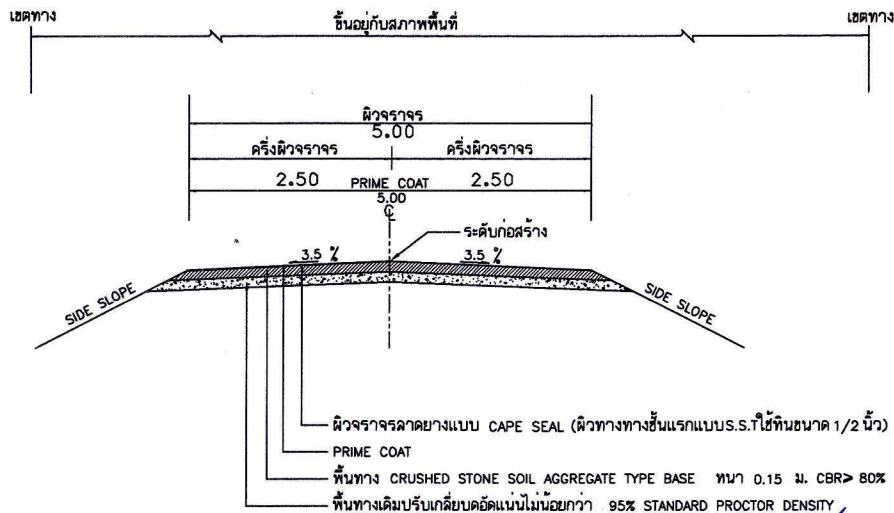 เขตทาง เขตทาง
ขึ้นอยู่กับสภาพพื้นที่
ผิวจราจร
5.00
ครึ่งผิวจราจร ครึ่งผิวจราจร
2.50 PRIME COAT 2.50
5.00
℄
ระดับก่อสร้าง
3.5 % 3.5 %
SIDE SLOPE SIDE SLOPE
ผิวจราจรลาดยางแบบ CAPE SEAL (ผิวทางทางชั้นแรกแบบS.S.Tใช้หินขนาด 1/2 นิ้ว)
PRIME COAT
พื้นทาง CRUSHED STONE SOIL AGGREGATE TYPE BASE หนา 0.15 ม. CBR> 80%
พื้นทางเดิมปรับเกลี่ยบดอัดแน่นไม่น้อยกว่า 95% STANDARD PROCTOR DENSITY